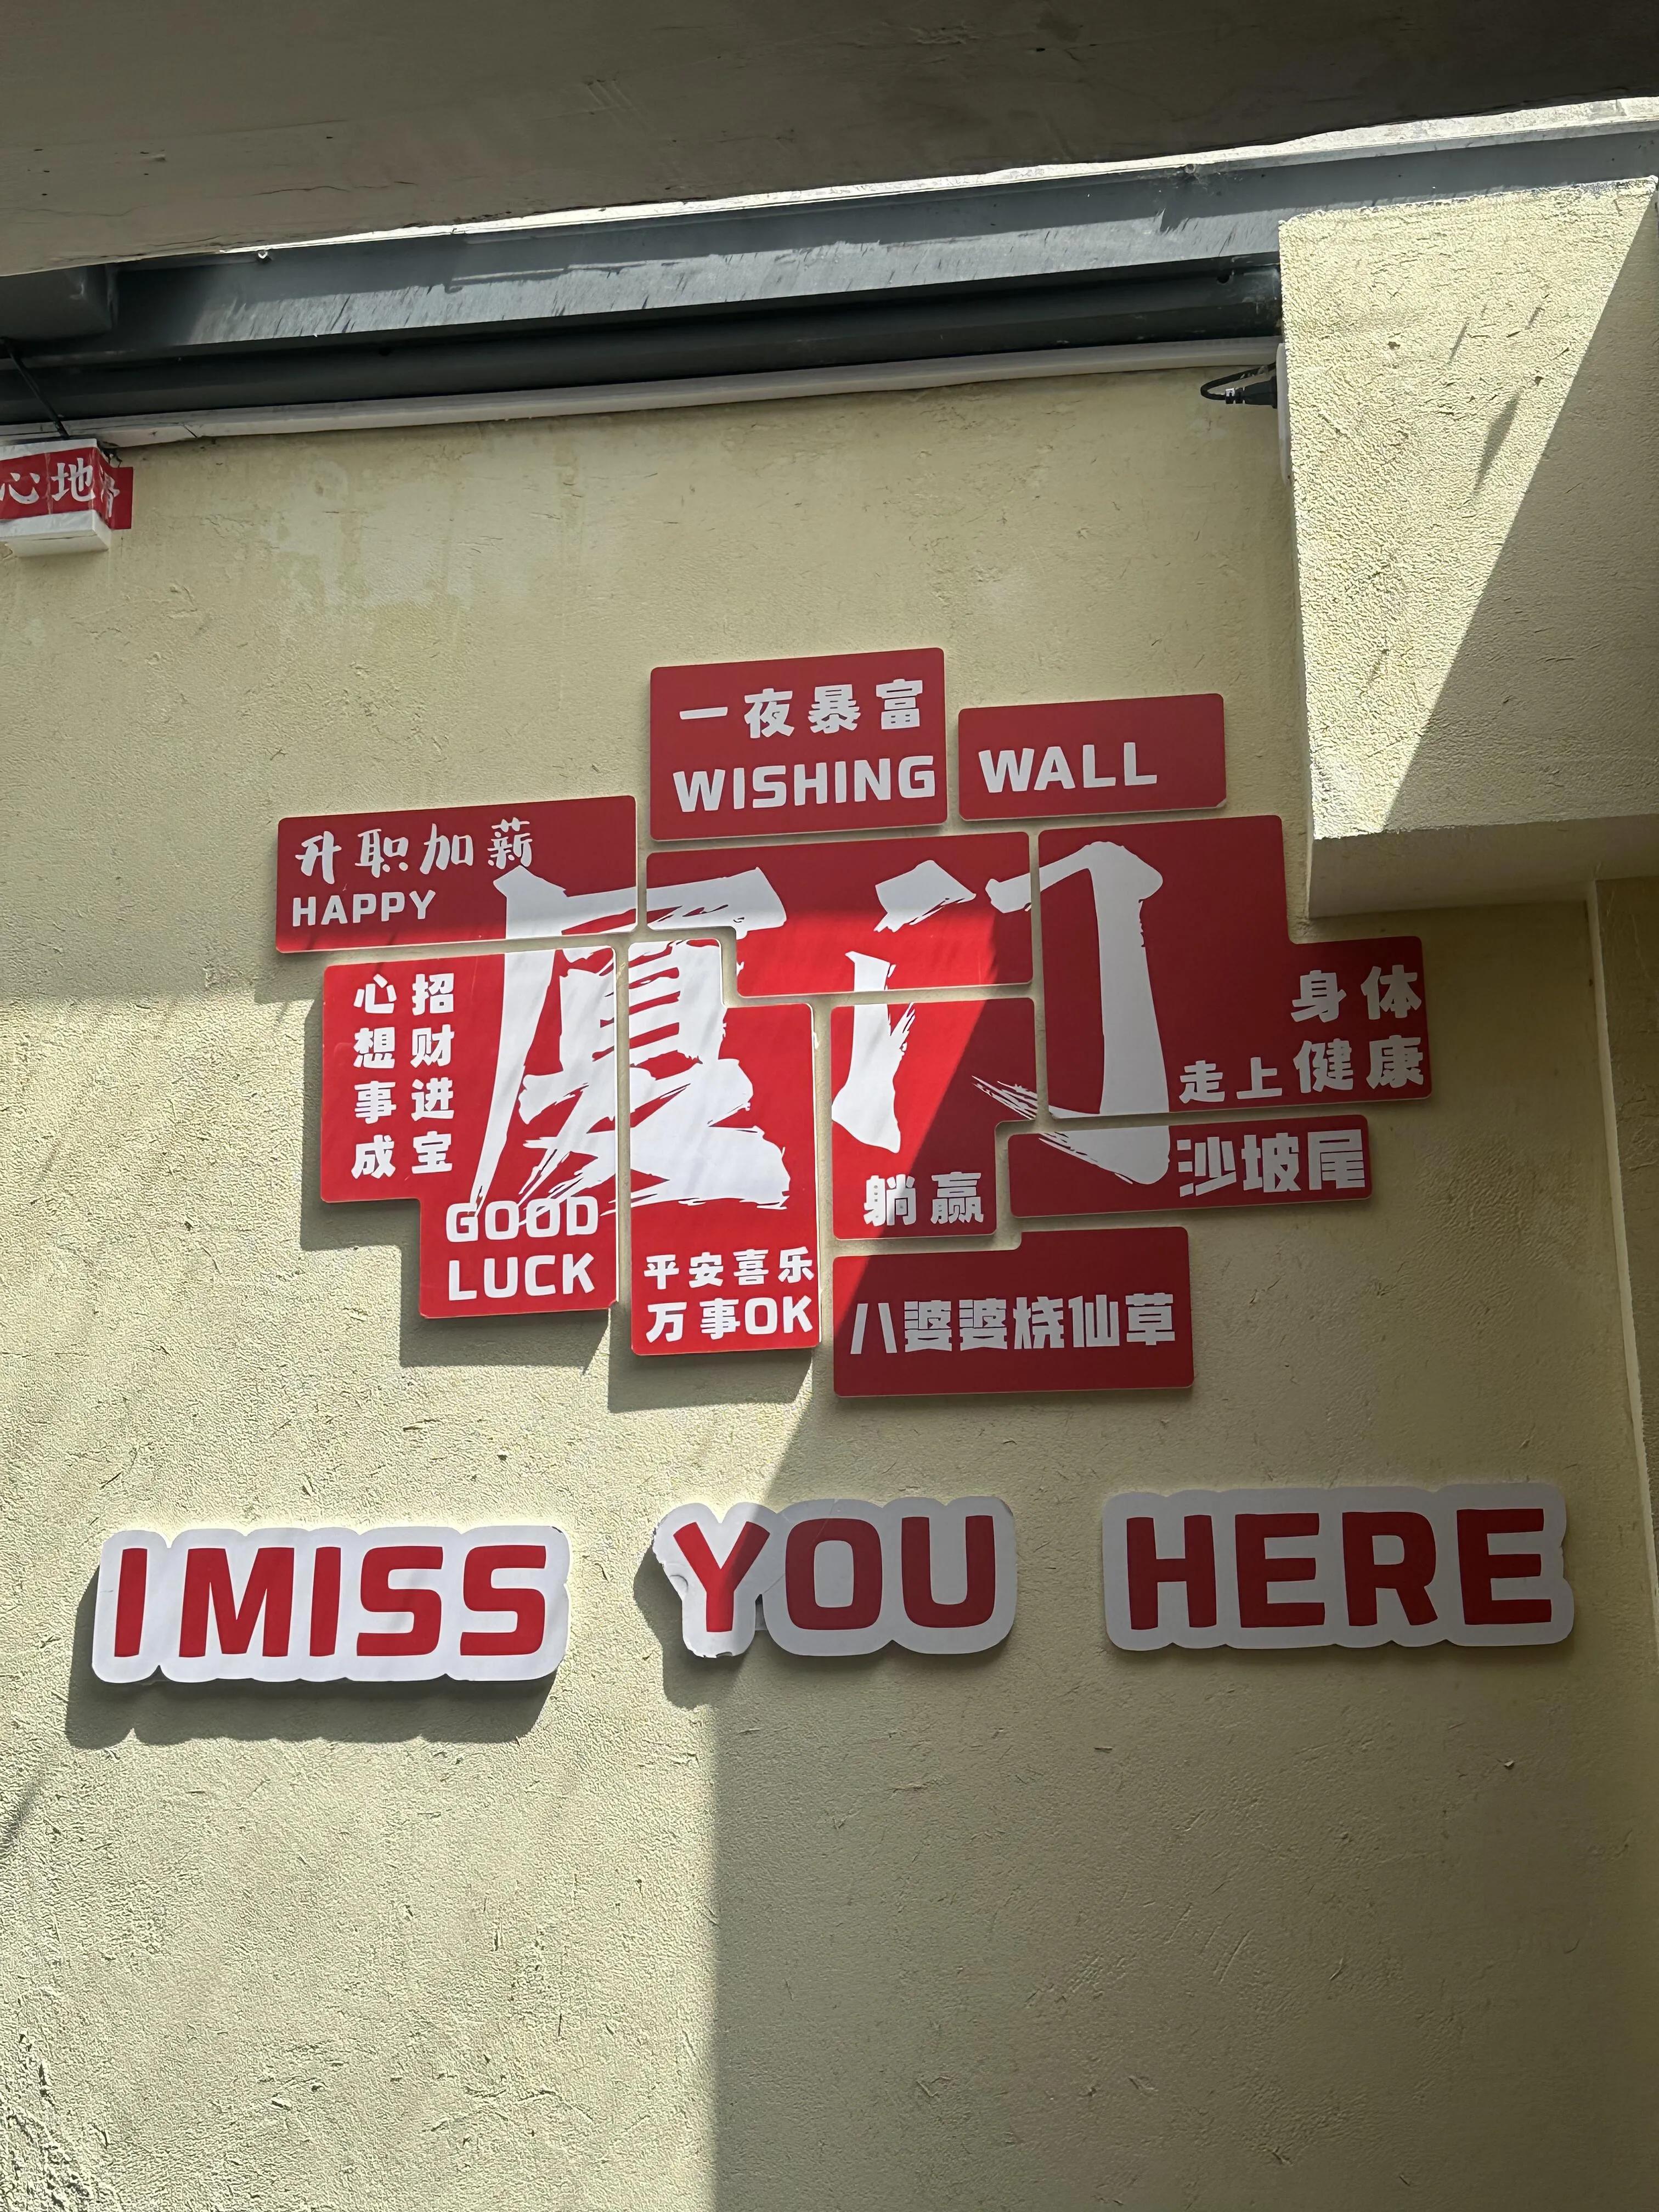 心地
一夜暴富
WISHING WALL
升职加薪
HAPPY
厦门
招财进宝
心想事成
身体
健康
走上
沙坡尾
GOOD
LUCK
躺赢
平安喜乐
万事OK
八婆婆烧仙草
I MISS YOU HERE